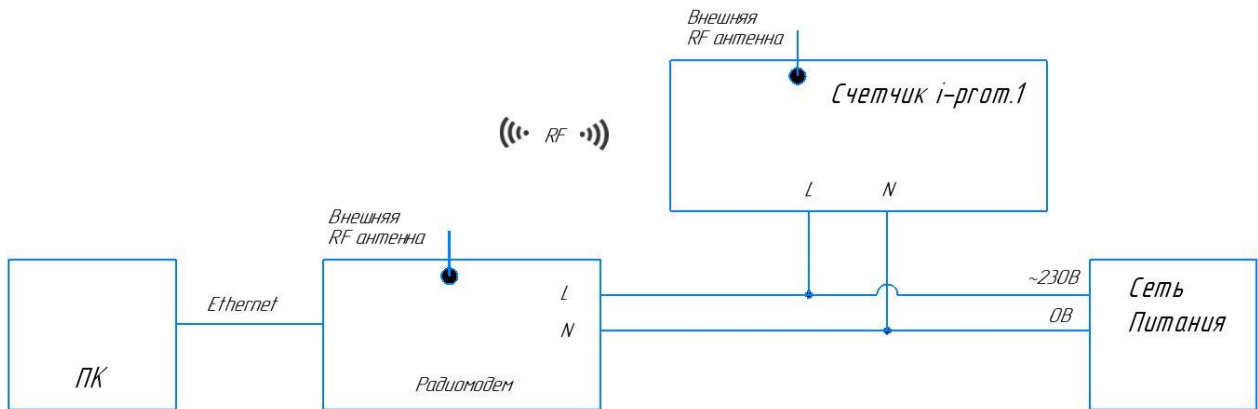 Внешняя
RF антенна
Счетчик i-prom.1
RF
L N
Внешняя
RF антенна
Ethernet
ПК
L
N
Радиомодем
~230В
0В
Сеть
Питания